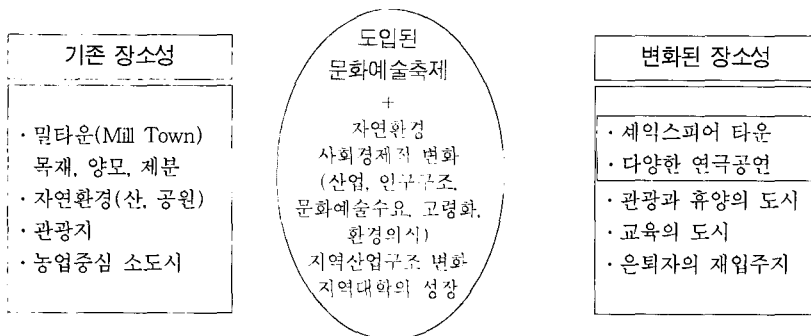 기존 장소성
· 밀타운(Mill Town)
목재, 양모, 제분
· 자연환경(산, 공원)
· 관광지
· 농업중심 소도시
도입된
문화예술축제
+
자연환경
사회경제적 변화
(산업, 인구구조,
문화예술수요, 고령화,
환경의식)
지역산업구조 변화
지역대학의 성장
변화된 장소성
· 셰익스피어 타운
· 다양한 연극공연
· 관광과 휴양의 도시
· 교육의 도시
· 은퇴자의 재입주지